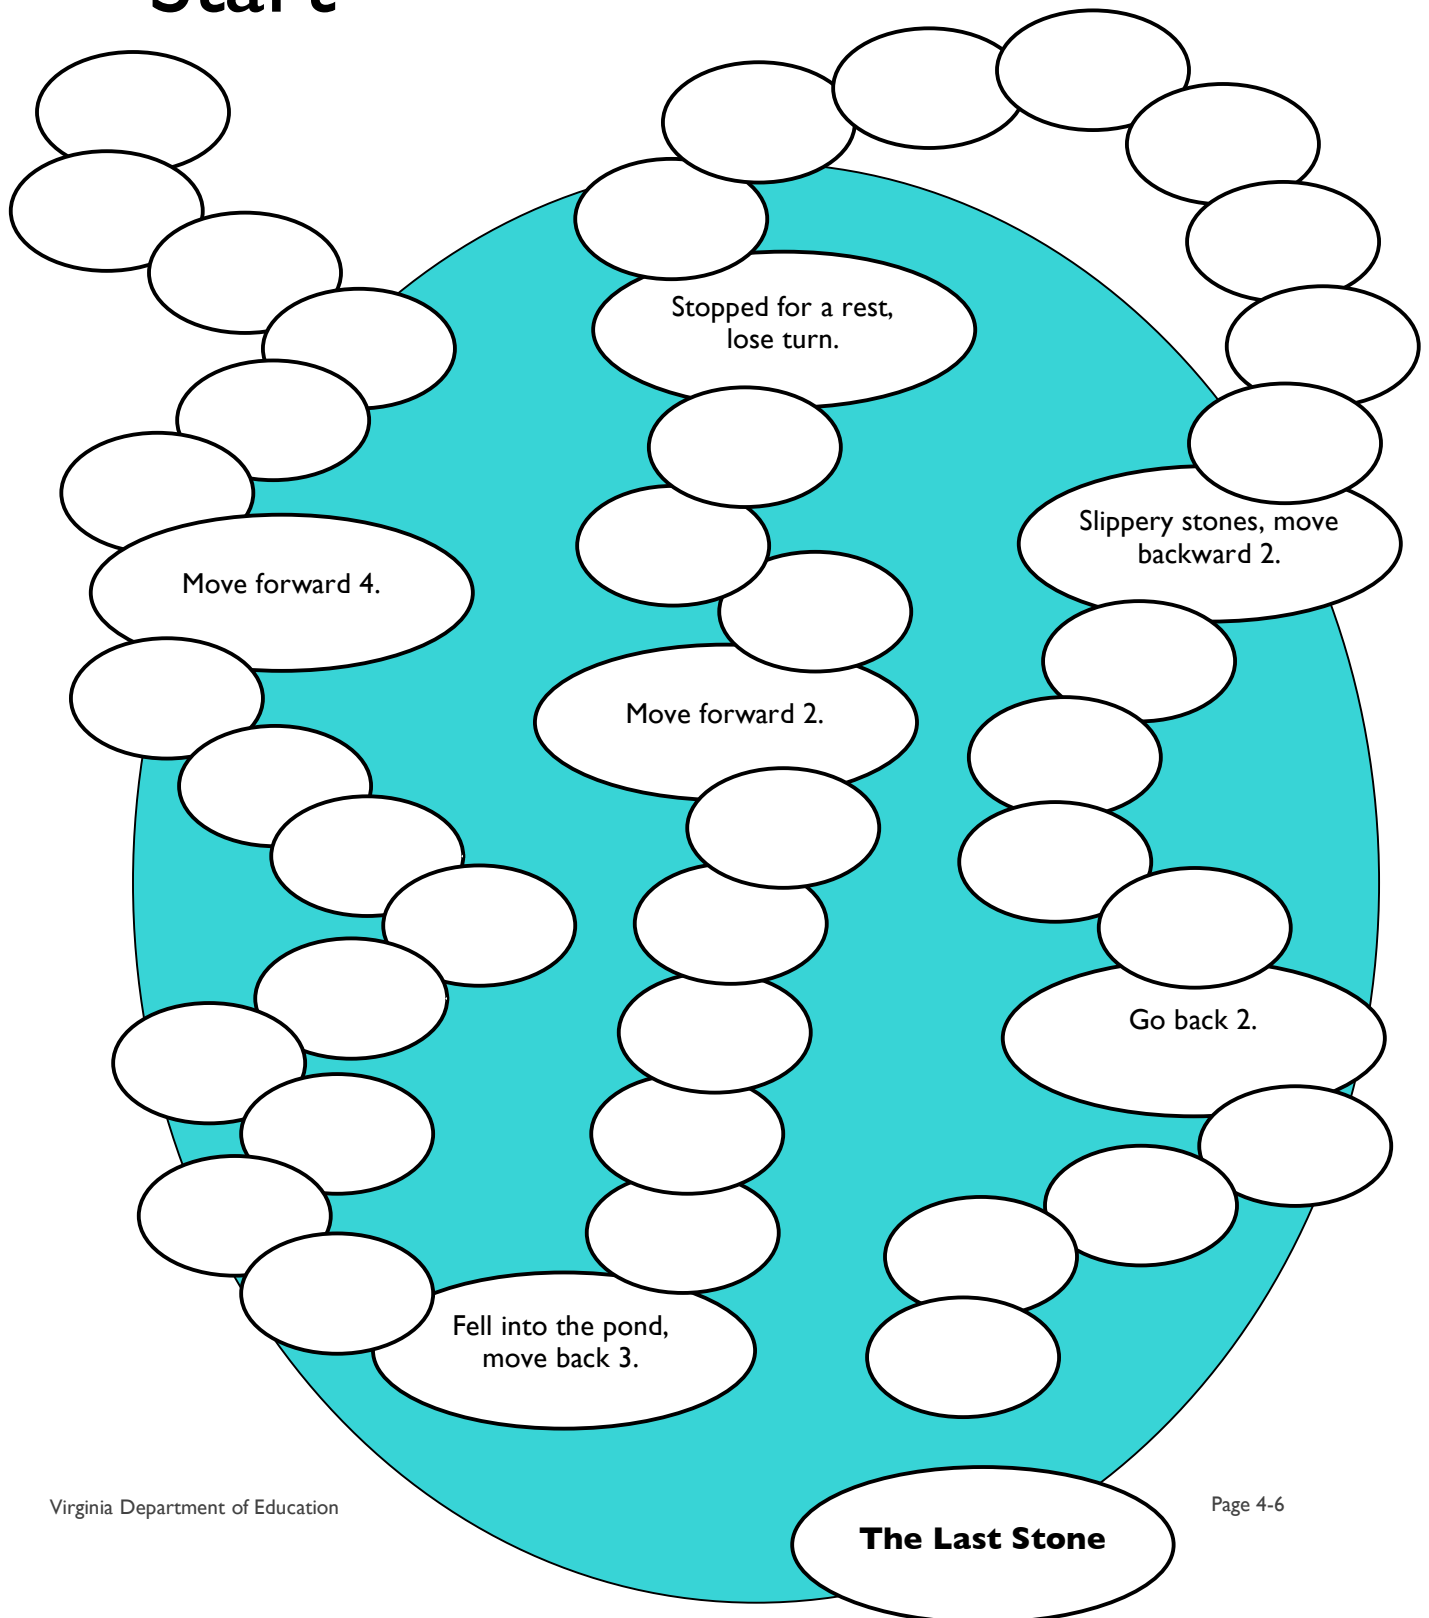 Start
Stopped for a rest,
lose turn.
Slippery stones, move
backward 2.
Move forward 4.
Move forward 2.
Go back 2.
Fell into the pond,
move back 3.
The Last Stone
Virginia Department of Education
Page 4-6